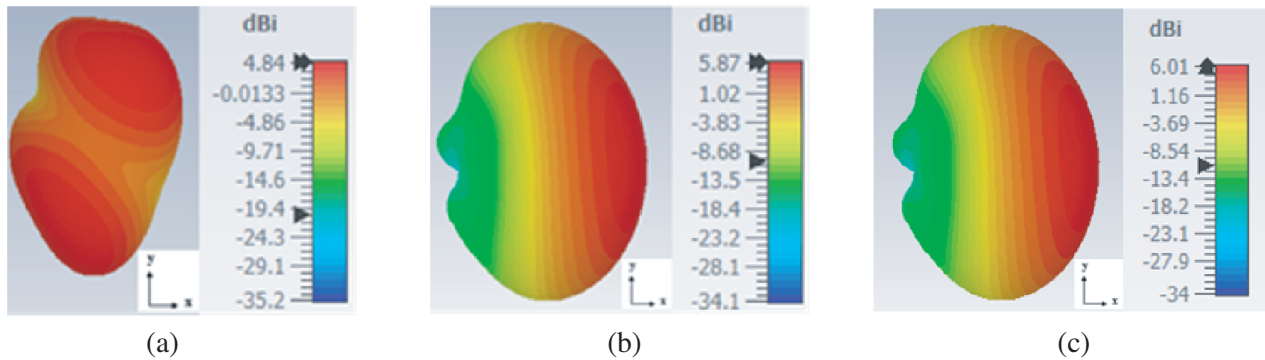 dBi
4.84
-0.0133
-4.86
-9.71
-14.6
-19.4
-24.3
-29.1
-35.2
y
x
(a)
dBi
5.87
1.02
-3.83
-8.68
-13.5
-18.4
-23.2
-28.1
-34.1
y
x
(b)
dBi
6.01
1.16
-3.69
-8.54
-13.4
-18.2
-23.1
-27.9
-34
y
x
(c)